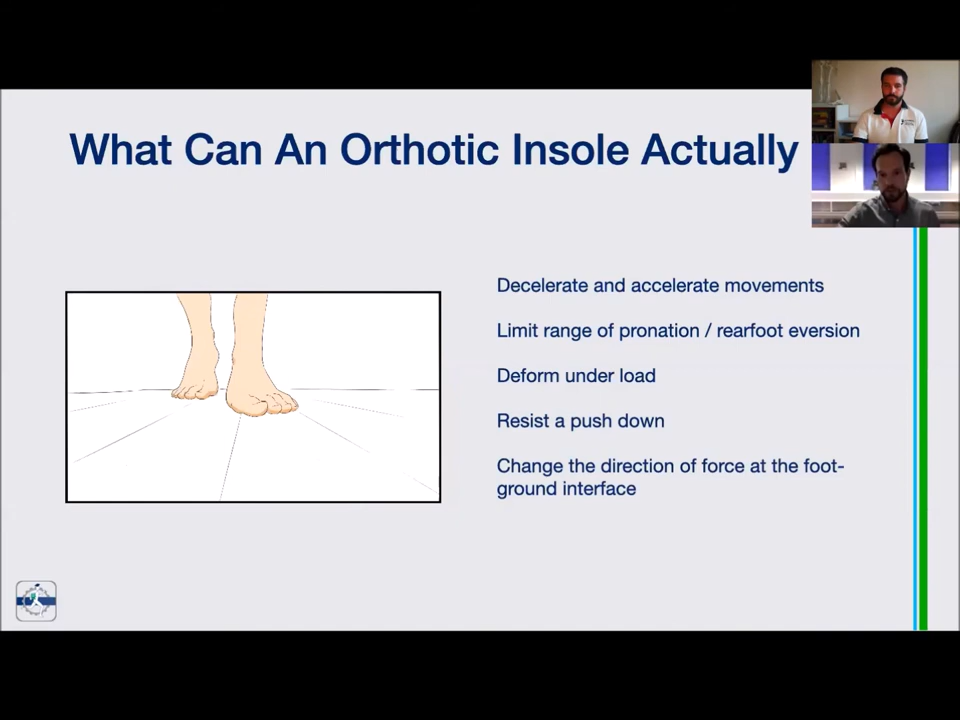 What Can An Orthotic Insole Actually
Decelerate and accelerate movements
Limit range of pronation / rearfoot eversion
Deform under load
Resist a push down
Change the direction of force at the foot-
ground interface